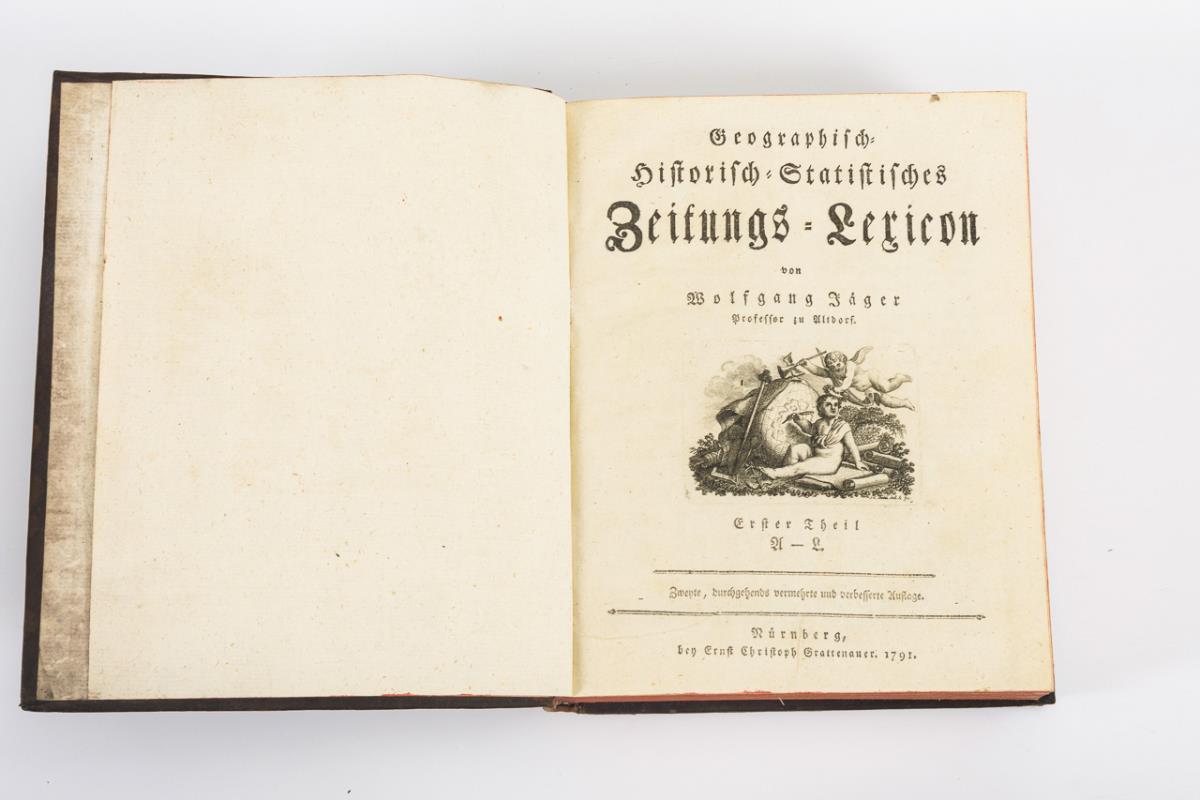 Geographisch-
Historisch-Statistisches
Zeitungs-Lexicon
von
Wolfgang Jäger
Professor zu Altdorf.
Erster Theil
A — L
Zweyte, durchgehends vermehrte und verbesserte Auflage.
Nürnberg,
bey Ernst Christoph Grattenauer. 1791.